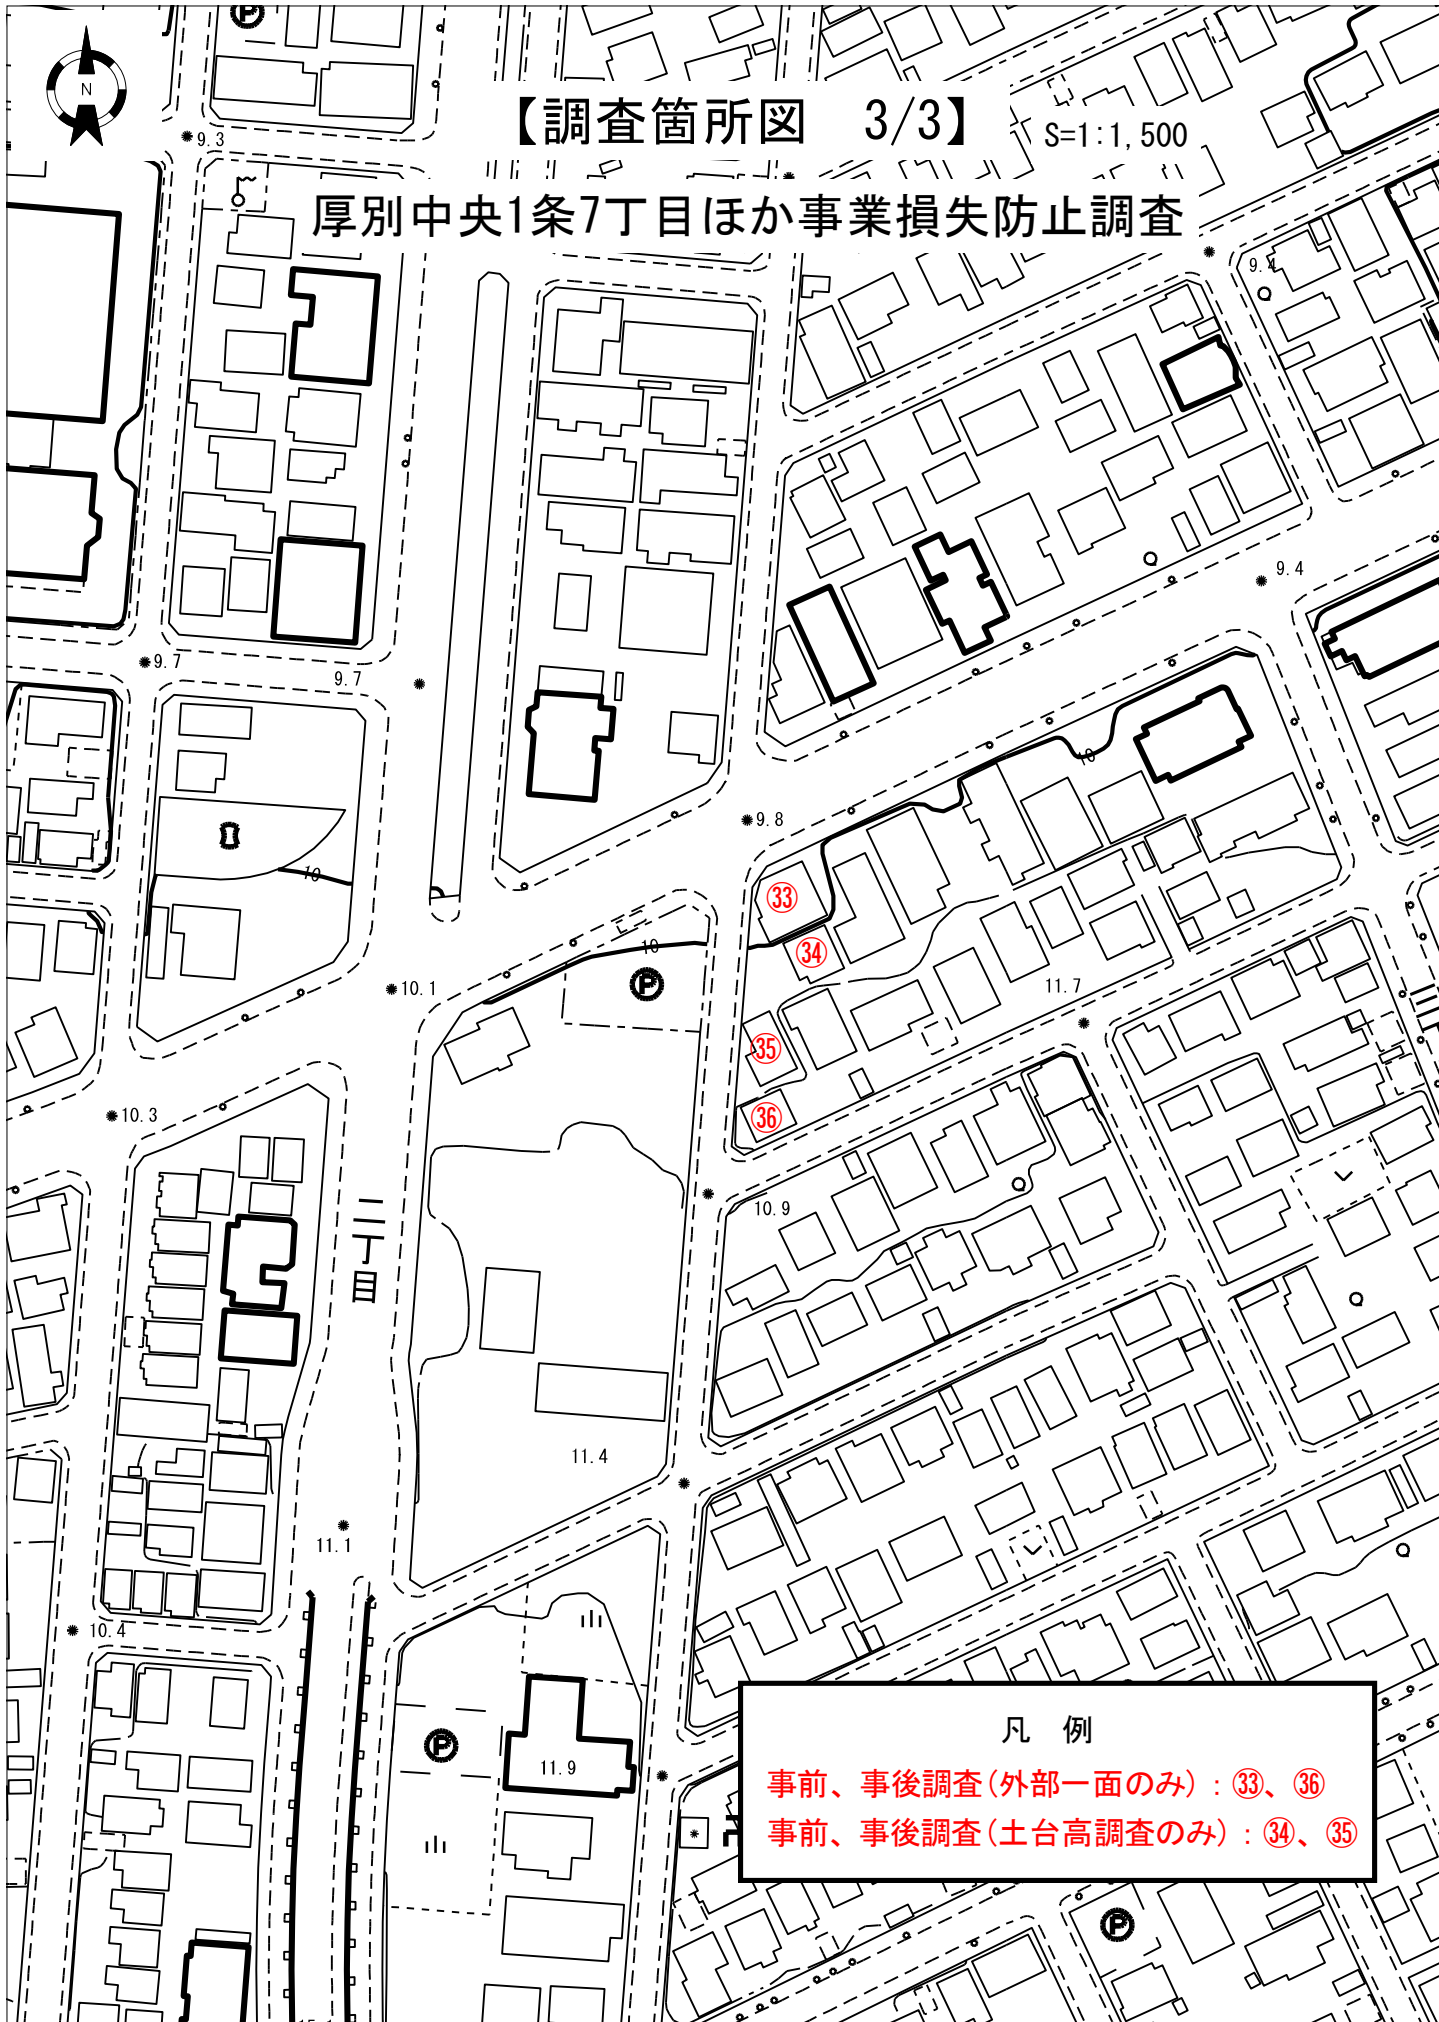 P
N
【調査箇所図 3/3】
S=1:1,500
9.3
厚別中央1条7丁目ほか事業損失防止調査
9.4
9.4
9.7
9.7
10
9.8
10
㉝
10
㉞
P
10.1
11.7
㉟
㊱
10.3
10.9
二丁目
11.4
11.1
10.4
P
11.9
凡 例
事前、事後調査(外部一面のみ):㉝、㊱
事前、事後調査(土台高調査のみ):㉞、㉟
P